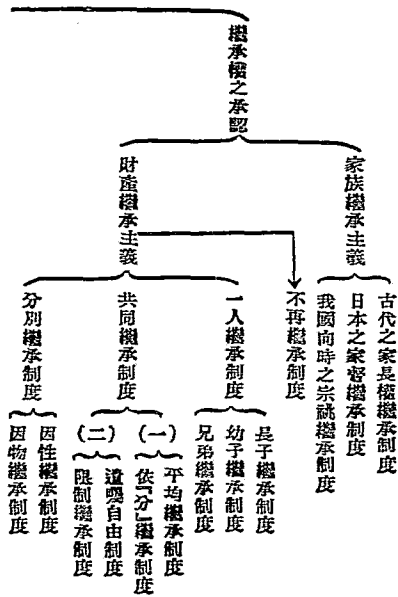 繼承權之承認
家族繼承主義
古代之家長權繼承制度
日本之家督繼承制度
我國向時之宗祧繼承制度
財產繼承主義
不再繼承制度
一人繼承制度
長子繼承制度
幼子繼承制度
兄弟繼承制度
共同繼承制度
(一)
平均繼承制度
依「分」繼承制度
(二)
遺囑自由制度
限制繼承制度
分別繼承制度
因性繼承制度
因物繼承制度